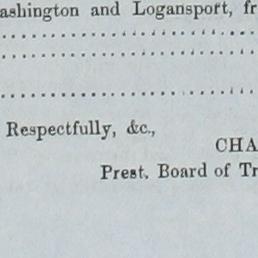 ashington and Logansport, fr
Respectfully, &c.,
CHA
Prest. Board of Tr